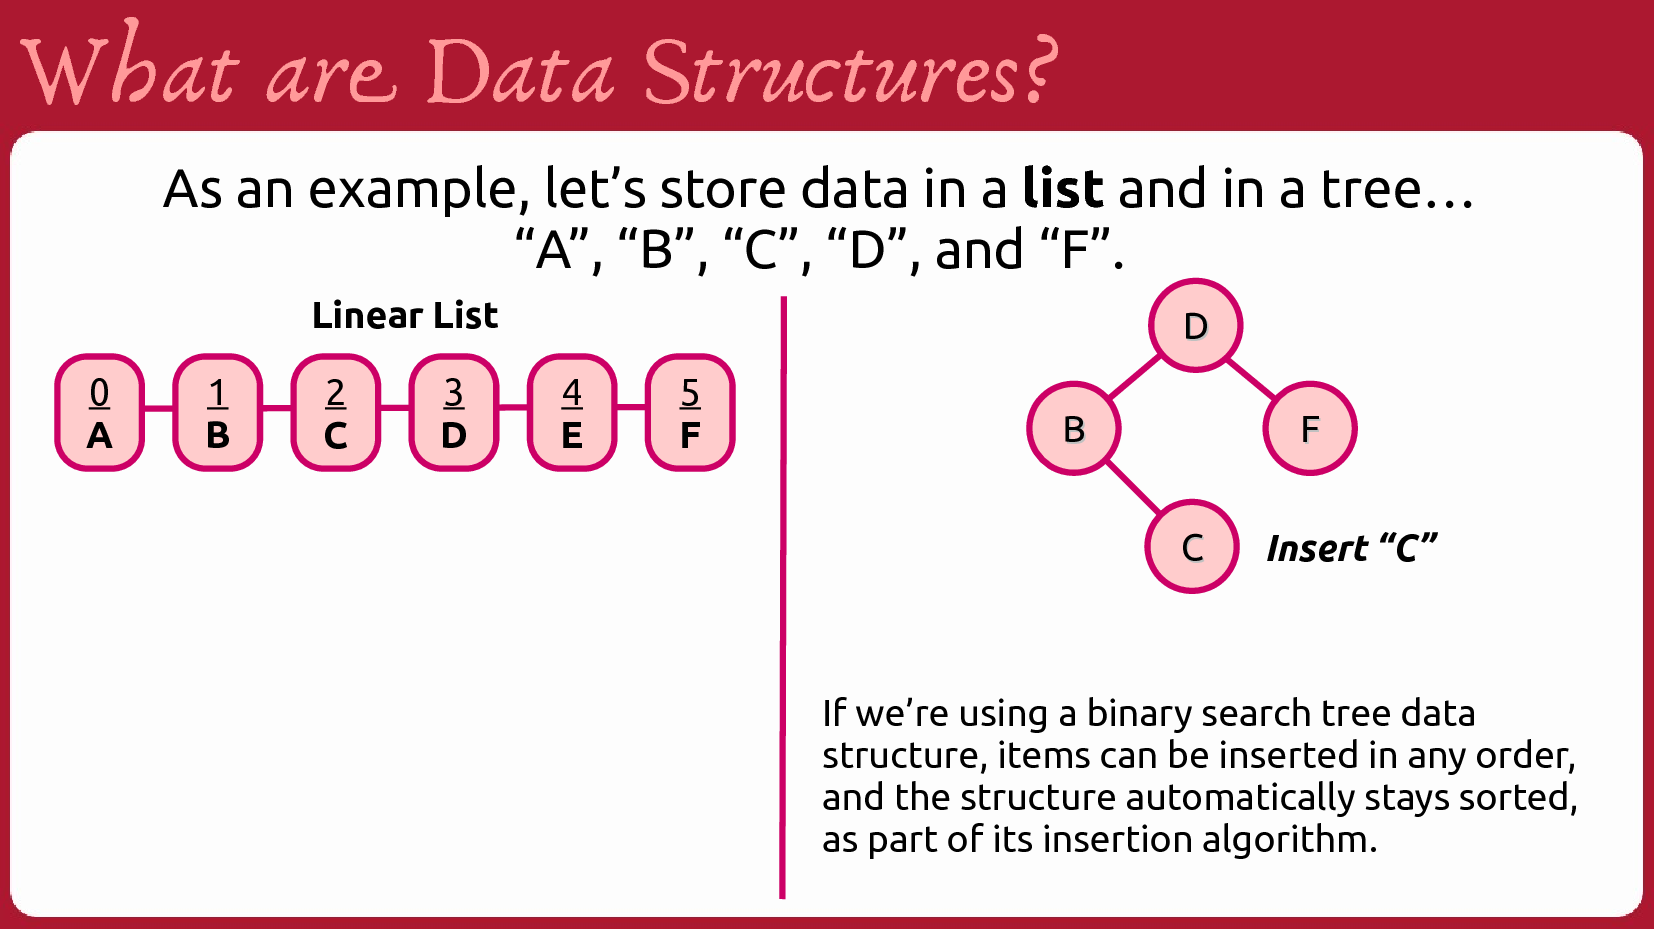 What are Data Structures?
As an example, let’s store data in a list and in a tree…
“A”, “B”, “C”, “D”, and “F”.
Linear List
0 1 2 3 4 5
A B C D E F
D
B F
C Insert “C”
If we’re using a binary search tree data
structure, items can be inserted in any order,
and the structure automatically stays sorted,
as part of its insertion algorithm.